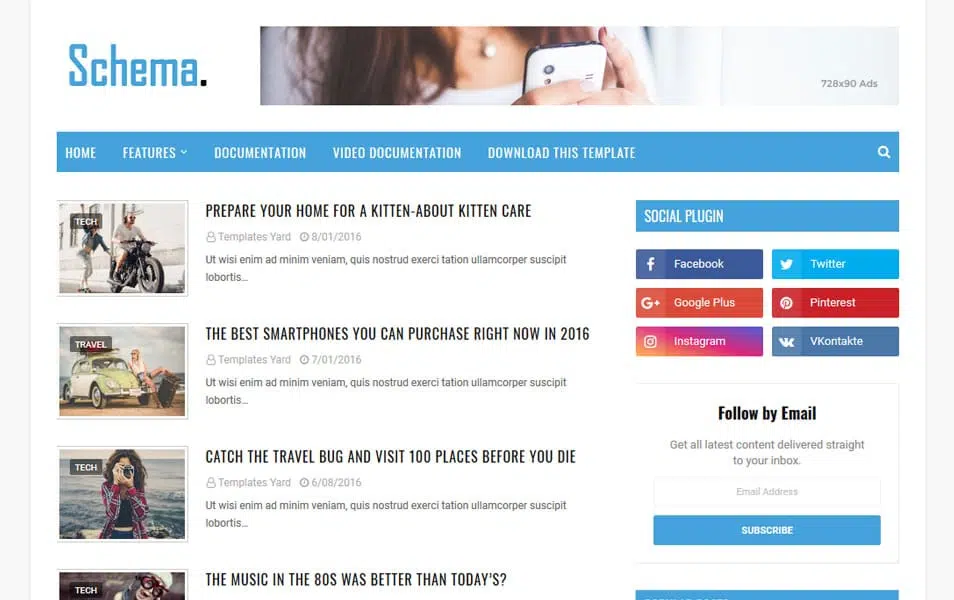 Schema.
728x90 Ads
HOME
FEATURES
DOCUMENTATION
VIDEO DOCUMENTATION
DOWNLOAD THIS TEMPLATE
TECH
PREPARE YOUR HOME FOR A KITTEN-ABOUT KITTEN CARE
Templates Yard 8/01/2016
Ut wisi enim ad minim veniam, quis nostrud exerci tation ullamcorper suscipit
lobortis...
TRAVEL
THE BEST SMARTPHONES YOU CAN PURCHASE RIGHT NOW IN 2016
Templates Yard 7/01/2016
Ut wisi enim ad minim veniam, quis nostrud exerci tation ullamcorper suscipit
lobortis...
TECH
CATCH THE TRAVEL BUG AND VISIT 100 PLACES BEFORE YOU DIE
Templates Yard 6/08/2016
Ut wisi enim ad minim veniam, quis nostrud exerci tation ullamcorper suscipit
lobortis...
TECH
THE MUSIC IN THE 80S WAS BETTER THAN TODAY'S?
SOCIAL PLUGIN
Facebook
Twitter
Google Plus
Pinterest
Instagram
VKontakte
Follow by Email
Get all latest content delivered straight
to your inbox.
Email Address
SUBSCRIBE